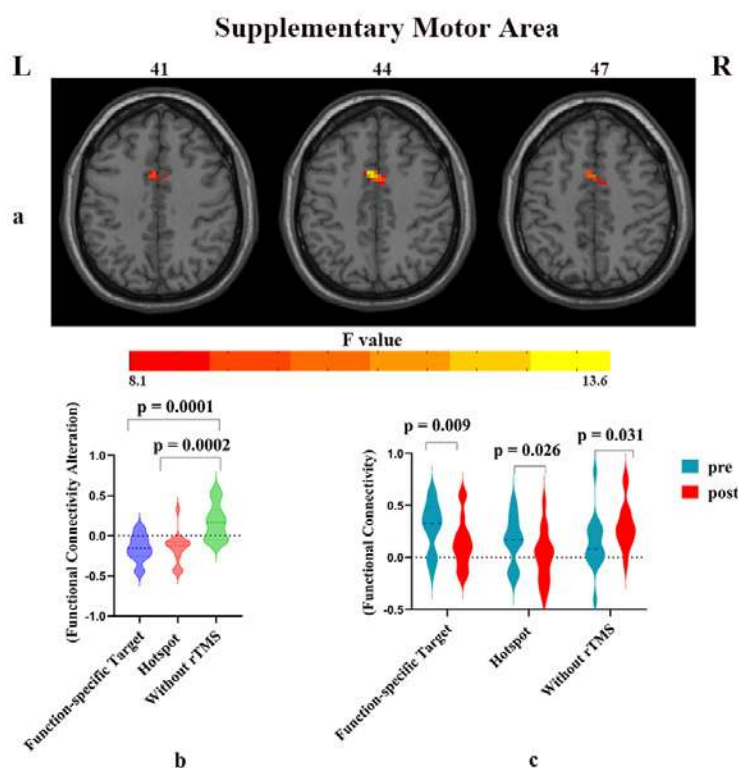 Supplementary Motor Area
L
41
44
47
R
a
F value
8.1
13.6
p = 0.0001
p = 0.0002
(Functional Connectivity Alteration)
1.0
0.5
0.0
-0.5
-1.0
Function-specific Target
Hotspot
Without rTMS
b
p = 0.009
p = 0.026
p = 0.031
(Functional Connectivity)
1.0
0.5
0.0
-0.5
Function-specific Target
Hotspot
Without rTMS
pre
post
c